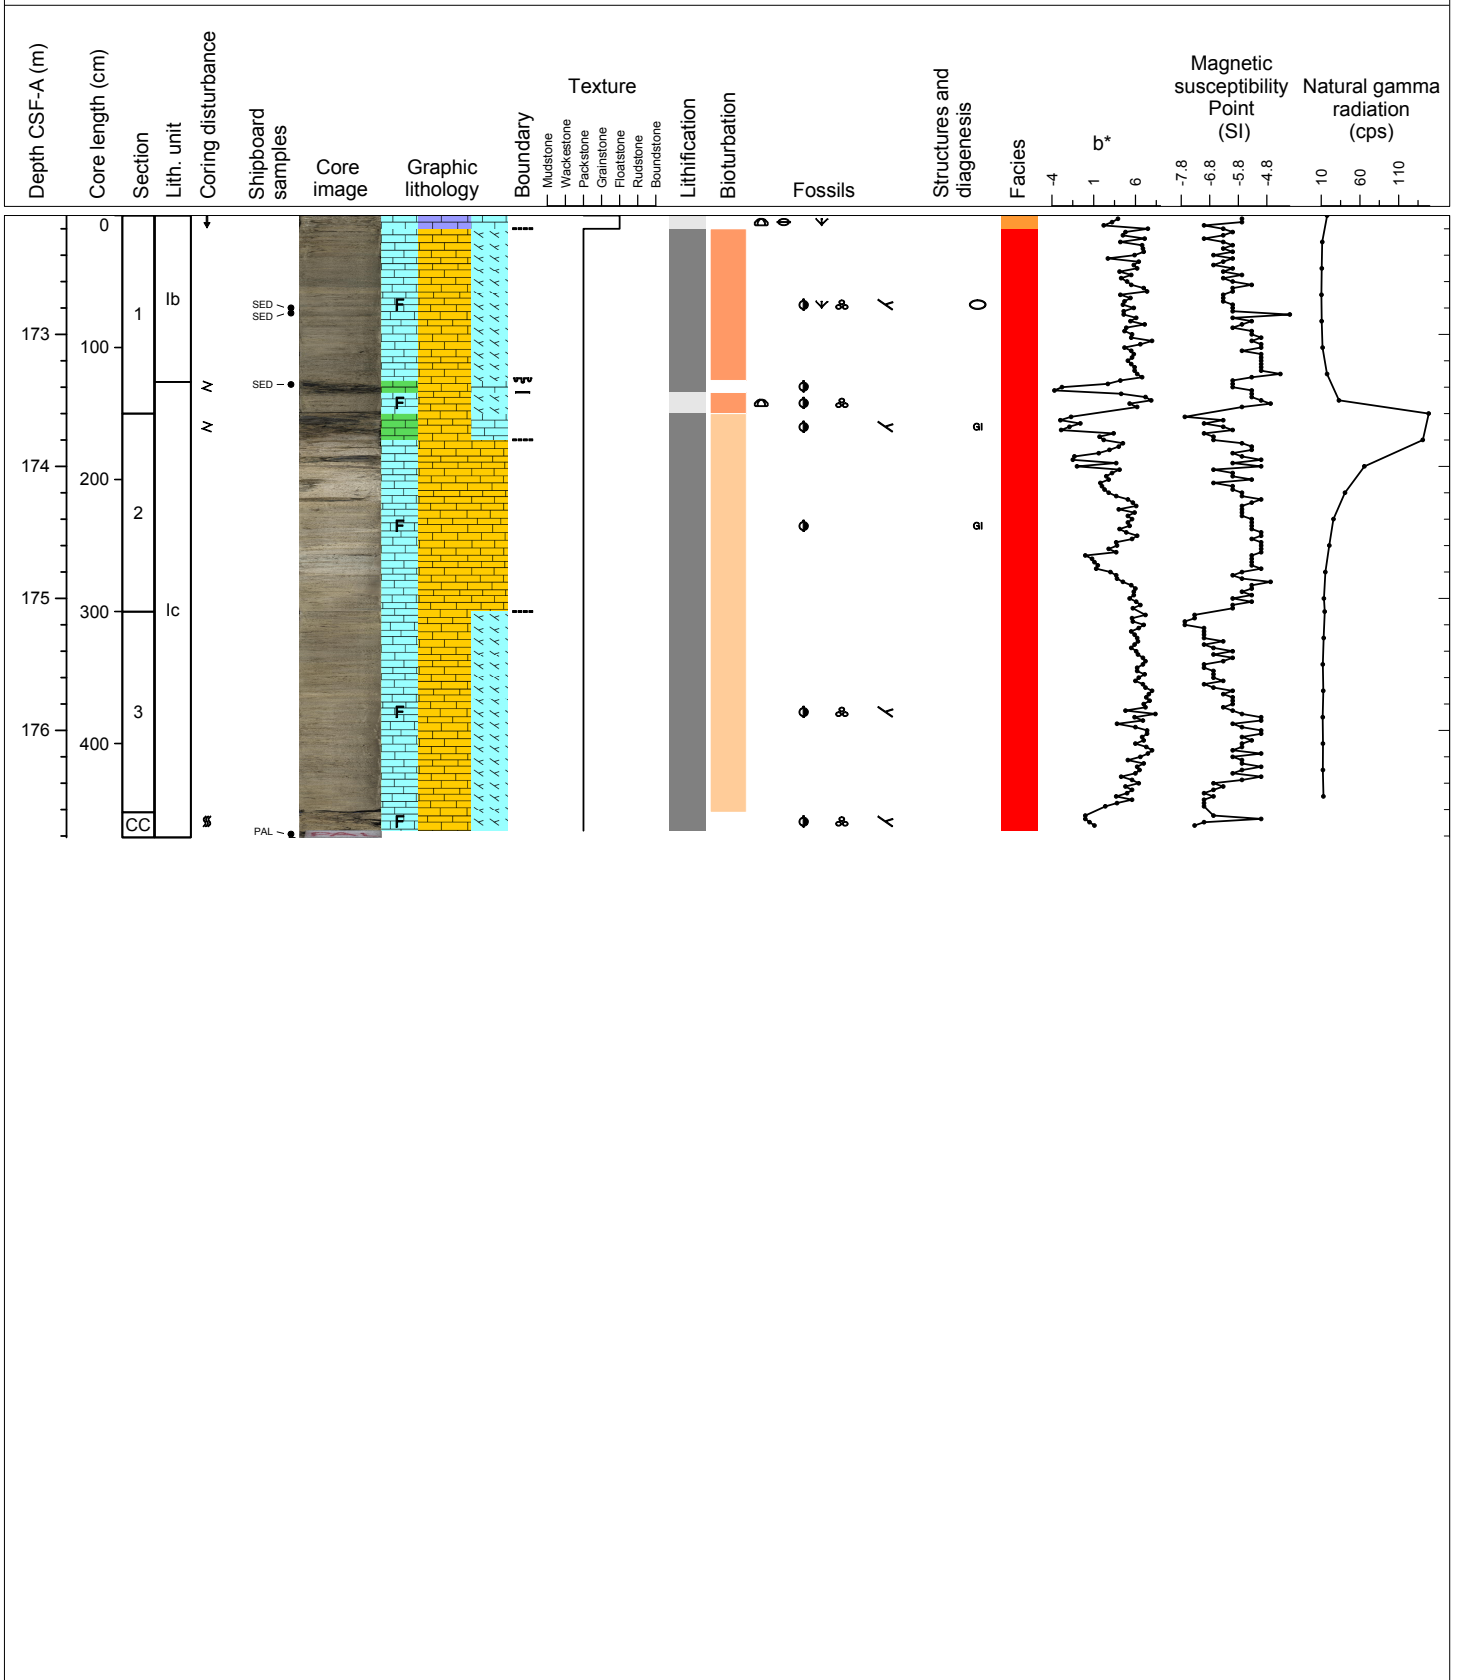 Depth CSF-A (m)
Core length (cm)
Section
Lith. unit
Coring disturbance
Shipboard
samples
Core
image
Graphic
lithology
Boundary
Texture
Mudstone
Wackestone
Packstone
Grainstone
Floatstone
Rudstone
Boundstone
Lithification
Bioturbation
Fossils
Structures and
diagenesis
Facies
b*
-4
1
6
Magnetic
susceptibility
Point
(SI)
-7.8
-6.8
-5.8
-4.8
Natural gamma
radiation
(cps)
10
60
110
0
Ib
SED
F
1
SED
173
100
SED
F
F
GI
174
200
2
F
GI
175
300
Ic
3
F
176
400
CC
F
PAL
PAL